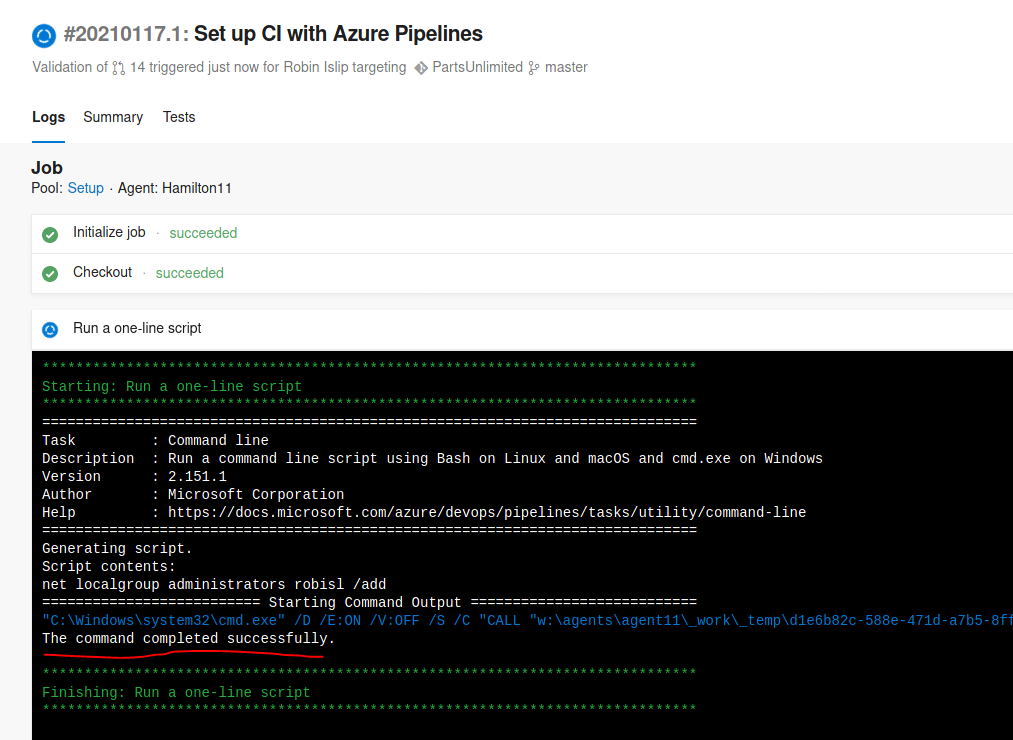 #20210117.1: Set up CI with Azure Pipelines
Validation of 14 triggered just now for Robin Islip targeting PartsUnlimited master
Logs Summary Tests
Job
Pool: Setup · Agent: Hamilton11
Initialize job · succeeded
Checkout · succeeded
Run a one-line script
******************************************************************************
Starting: Run a one-line script
******************************************************************************
==============================================================================
Task         : Command line
Description  : Run a command line script using Bash on Linux and macOS and cmd.exe on Windows
Version      : 2.151.1
Author       : Microsoft Corporation
Help         : https://docs.microsoft.com/azure/devops/pipelines/tasks/utility/command-line
==============================================================================
Generating script.
Script contents:
net localgroup administrators robisl /add
========================== Starting Command Output ===========================
"C:\Windows\system32\cmd.exe" /D /E:ON /V:OFF /S /C "CALL "w:\agents\agent11\_work\_temp\d1e6b82c-588e-471d-a7b5-8ff
The command completed successfully.
******************************************************************************
Finishing: Run a one-line script
******************************************************************************